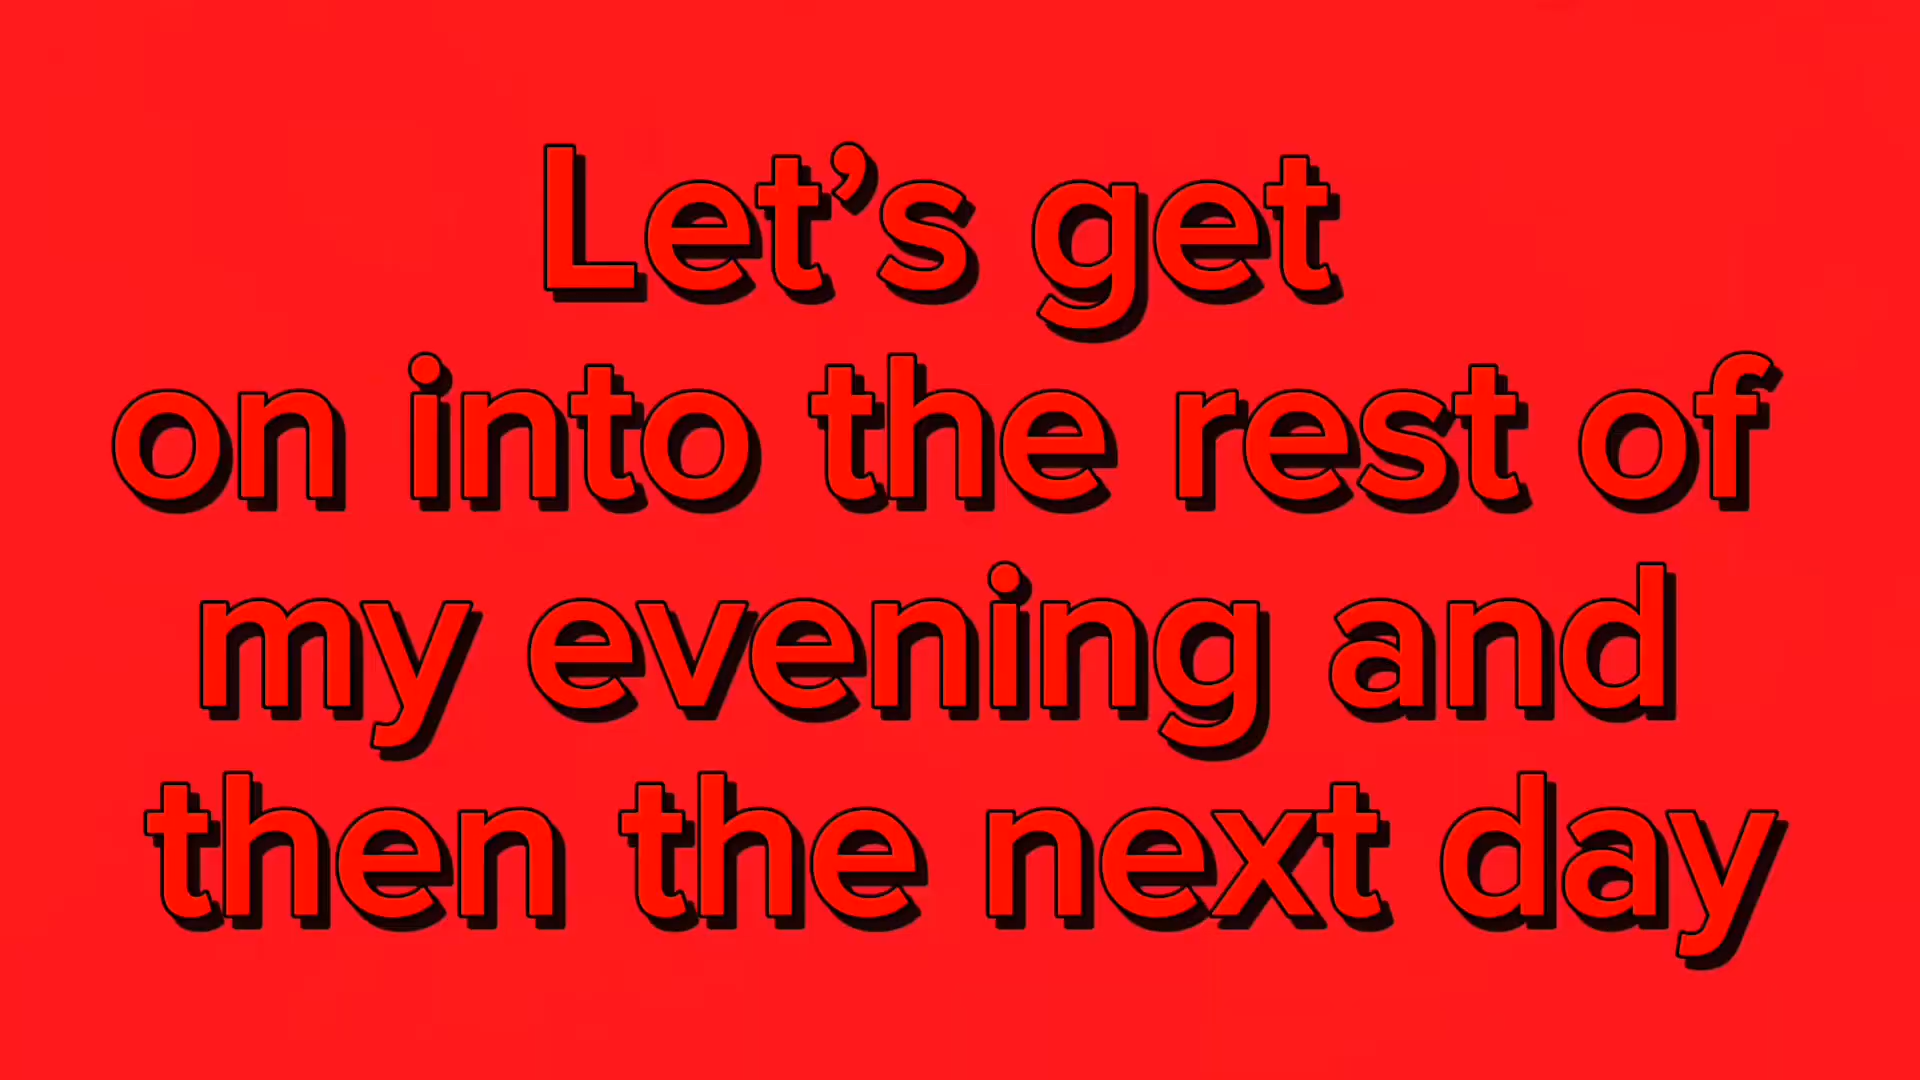 Let’s get
on into the rest of
my evening and
then the next day